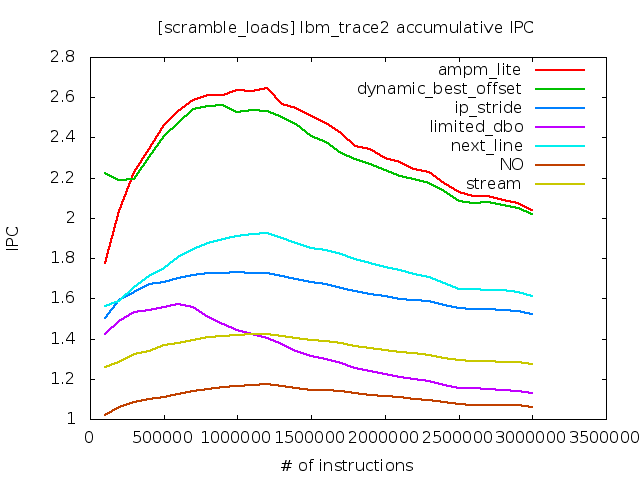 [scramble_loads] lbm_trace2 accumulative IPC
2.8
2.6
2.4
2.2
2
1.8
1.6
1.4
1.2
1
IPC
ampm_lite
dynamic_best_offset
ip_stride
limited_dbo
next_line
NO
stream
0 500000 1000000 1500000 2000000 2500000 3000000 3500000
# of instructions